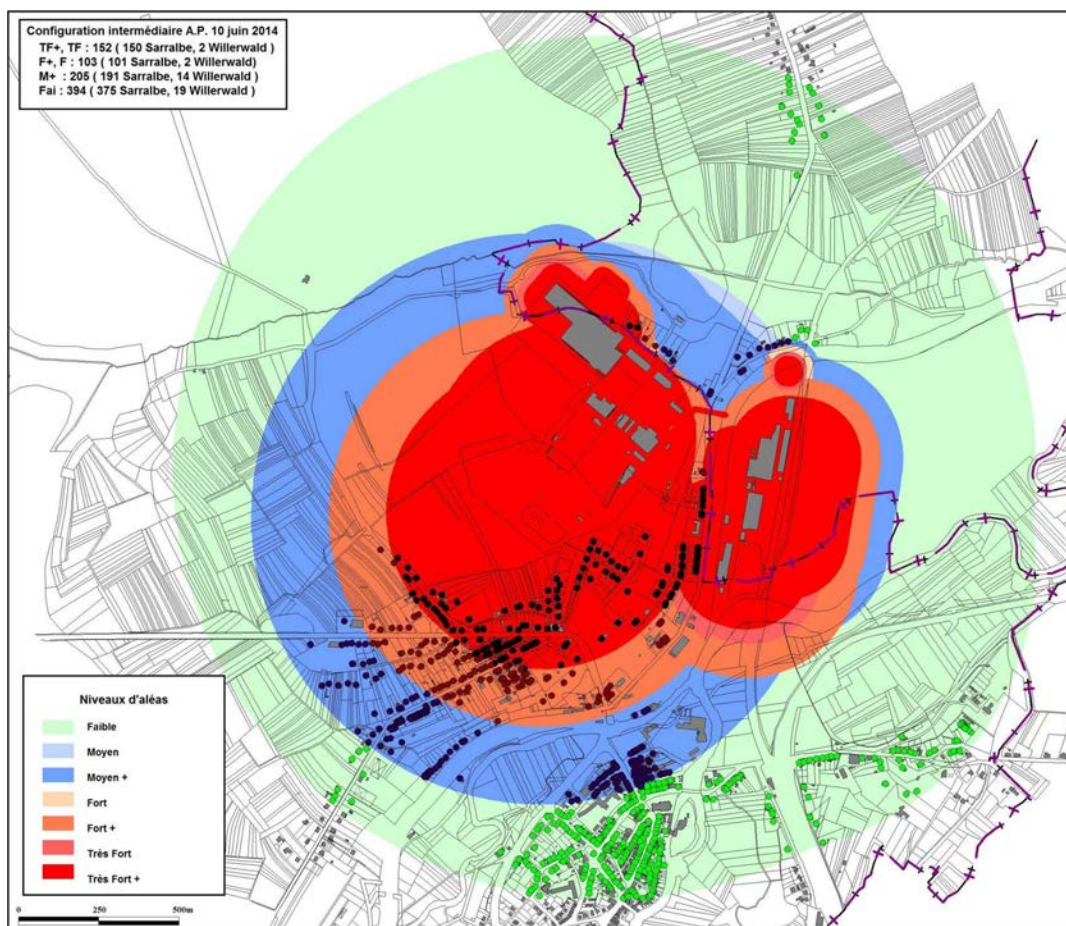 Configuration intermédiaire A.P. 10 juin 2014
TF+, TF : 152 ( 150 Sarralbe, 2 Willerwald )
F+, F : 103 ( 101 Sarralbe, 2 Willerwald)
M+ : 205 ( 191 Sarralbe, 14 Willerwald )
Fai : 394 ( 375 Sarralbe, 19 Willerwald )
Niveaux d'aléas
Faible
Moyen
Moyen +
Fort
Fort +
Très Fort
Très Fort +
0 250 500m